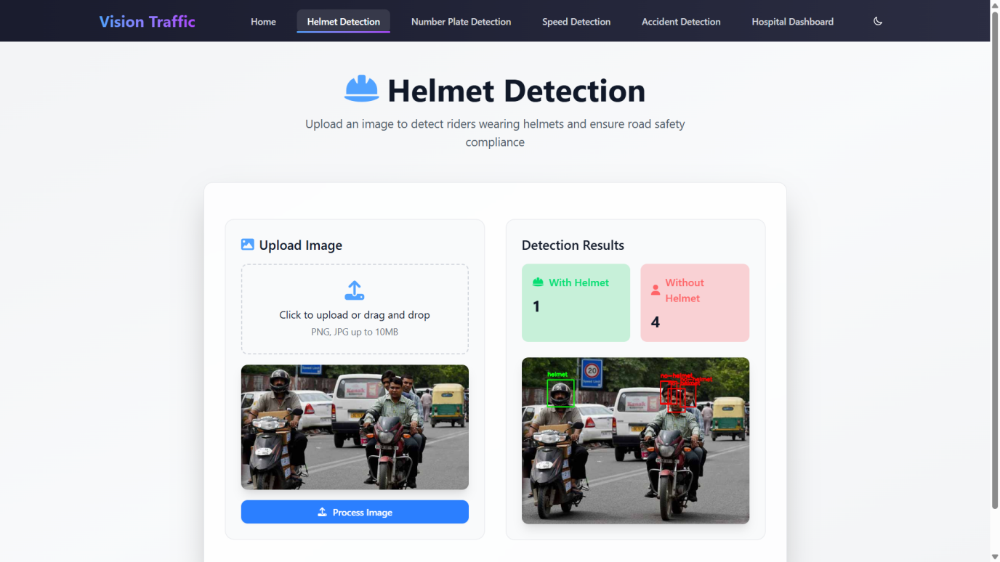 Vision Traffic
Home
Helmet Detection
Number Plate Detection
Speed Detection
Accident Detection
Hospital Dashboard
Helmet Detection
Upload an image to detect riders wearing helmets and ensure road safety
compliance
Upload Image
Click to upload or drag and drop
PNG, JPG up to 10MB
Process Image
Detection Results
With Helmet
1
Without
Helmet
4
20
Speed Limit
helmet
no-helmet